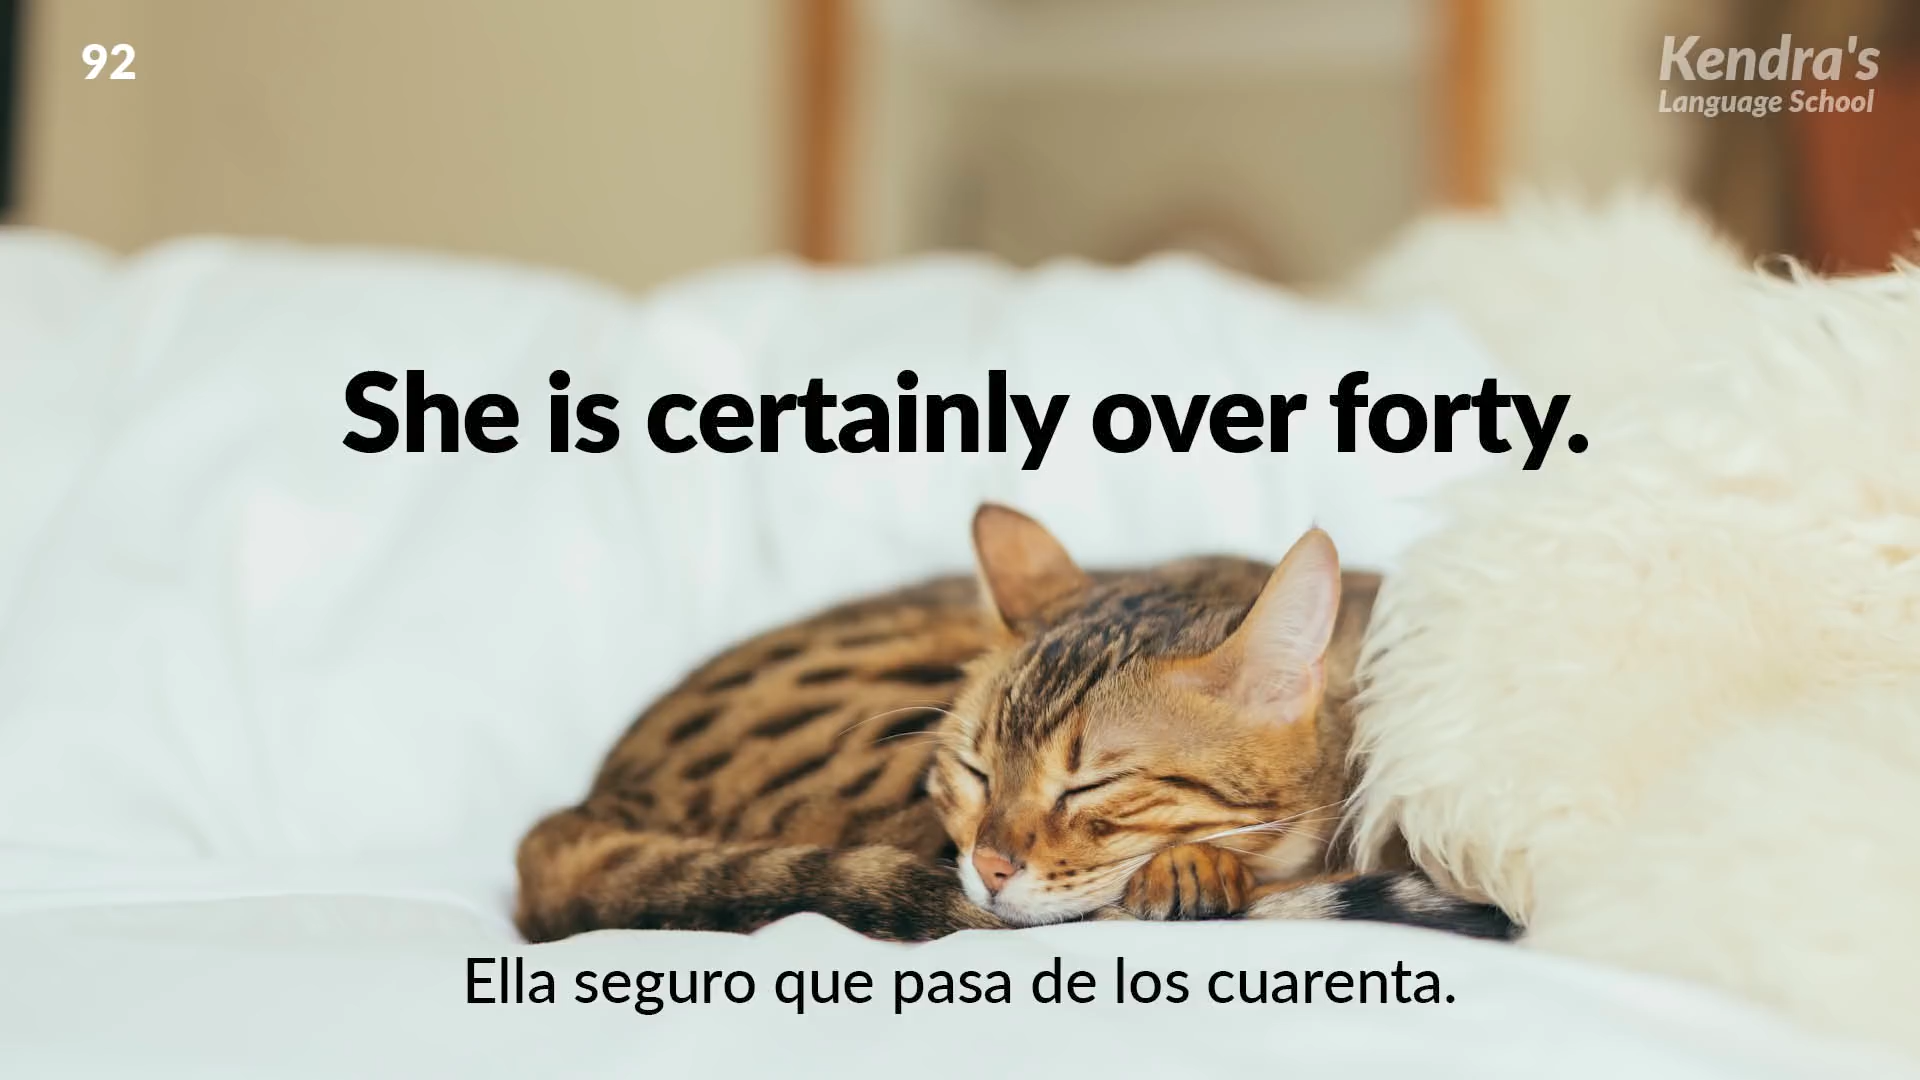 92
Kendra's
Language School
She is certainly over forty.
Ella seguro que pasa de los cuarenta.